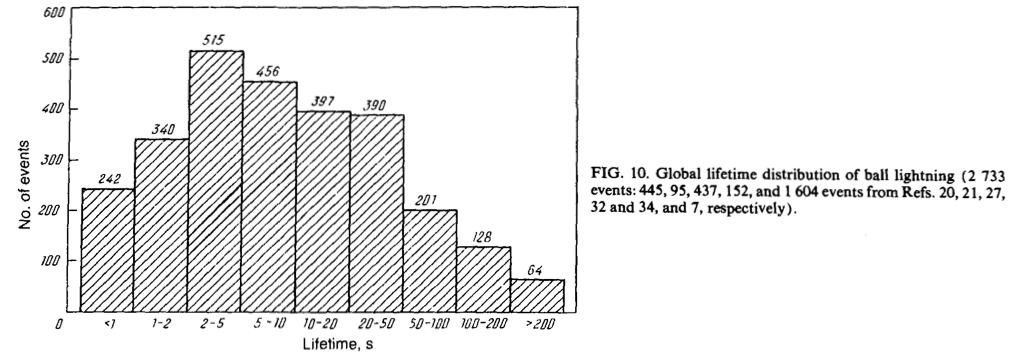 600
500
400
300
200
100
0
No. of events
242
340
515
456
397
390
201
128
64
<1 1-2 2-5 5-10 10-20 20-50 50-100 100-200 >200
Lifetime, s
FIG. 10. Global lifetime distribution of ball lightning (2 733
events: 445, 95, 437, 152, and 1 604 events from Refs. 20, 21, 27,
32 and 34, and 7, respectively).